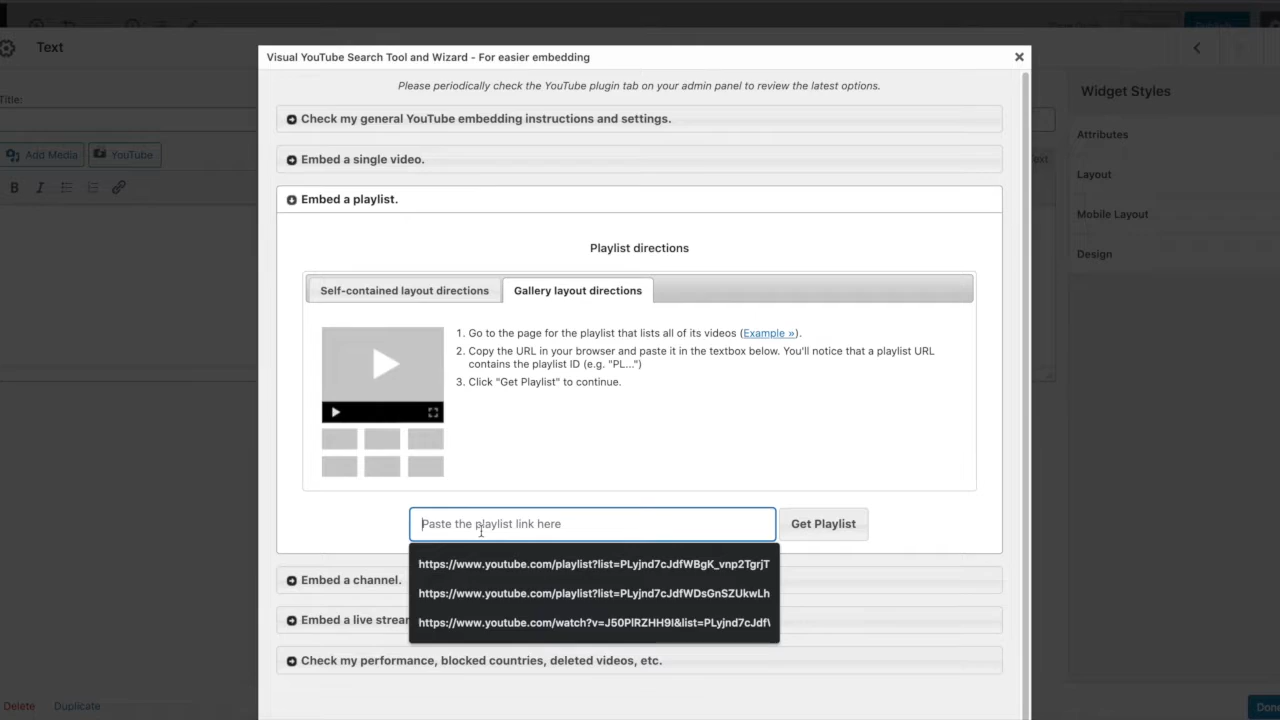 Text
Visual YouTube Search Tool and Wizard - For easier embedding
Please periodically check the YouTube plugin tab on your admin panel to review the latest options.
Title:
Widget Styles
Add Media
YouTube
Check my general YouTube embedding instructions and settings.
Attributes
Embed a single video.
Layout
Embed a playlist.
Mobile Layout
Playlist directions
Design
Self-contained layout directions
Gallery layout directions
1. Go to the page for the playlist that lists all of its videos (Example »).
2. Copy the URL in your browser and paste it in the textbox below. You'll notice that a playlist URL
contains the playlist ID (e.g. "PL...")
3. Click "Get Playlist" to continue.
Paste the playlist link here
Get Playlist
https://www.youtube.com/playlist?list=PLyjnd7cJdfWBgK_vnp2TgrjT
https://www.youtube.com/playlist?list=PLyjnd7cJdfWDsGnSZUkwLh
https://www.youtube.com/watch?v=J50PlRZHH9I&list=PLyjnd7cJdf
Embed a channel.
Embed a live strear
Check my performance, blocked countries, deleted videos, etc.
Delete
Duplicate
Done